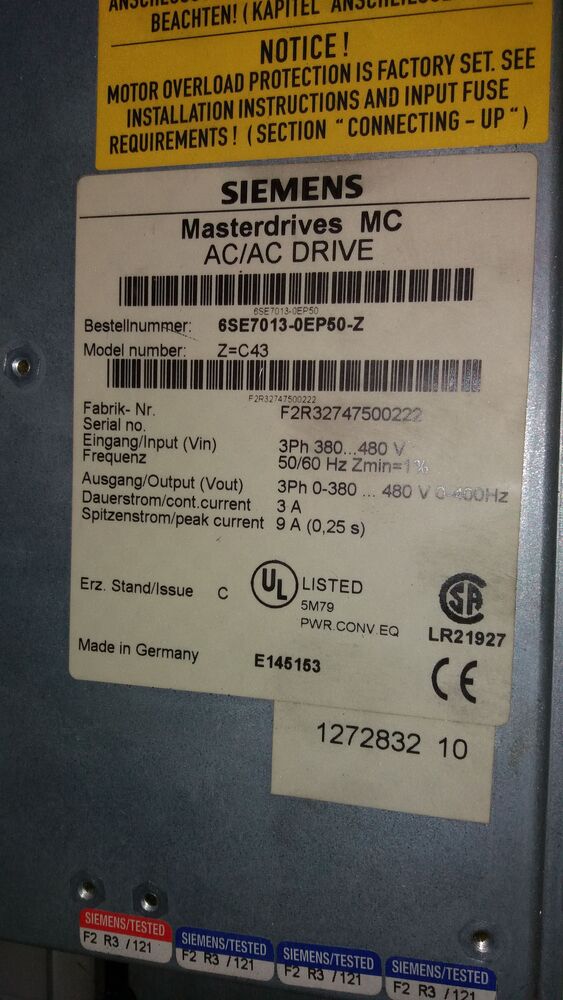 BEACHTEN! (KAPITEL
NOTICE!
MOTOR OVERLOAD PROTECTION IS FACTORY SET. SEE
INSTALLATION INSTRUCTIONS AND INPUT FUSE
REQUIREMENTS! (SECTION "CONNECTING-UP")
SIEMENS
Masterdrives MC
AC/AC DRIVE
6SE7013-0EP50
Bestellnummer: 6SE7013-0EP50-Z
Model number: Z=C43
F2R32747500222
Fabrik- Nr. F2R32747500222
Serial no.
Eingang/Input (Vin) 3Ph 380...480 V
Frequenz 50/60 Hz Zmin=1%
Ausgang/Output (Vout) 3Ph 0-380 ... 480 V 0-400Hz
Dauerstrom/cont.current 3 A
Spitzenstrom/peak current 9 A (0,25 s)
Erz. Stand/Issue C
UL LISTED
5M79
PWR.CONV.EQ
SA
LR21927
Made in Germany
E145153
CE
1272832 10
SIEMENS/TESTED
F2 R3 /121
SIEMENS/TESTED
F2 R3 /121
SIEMENS/TESTED
F2 R3 /121
SIEMENS/TESTED
F2 R3 /121